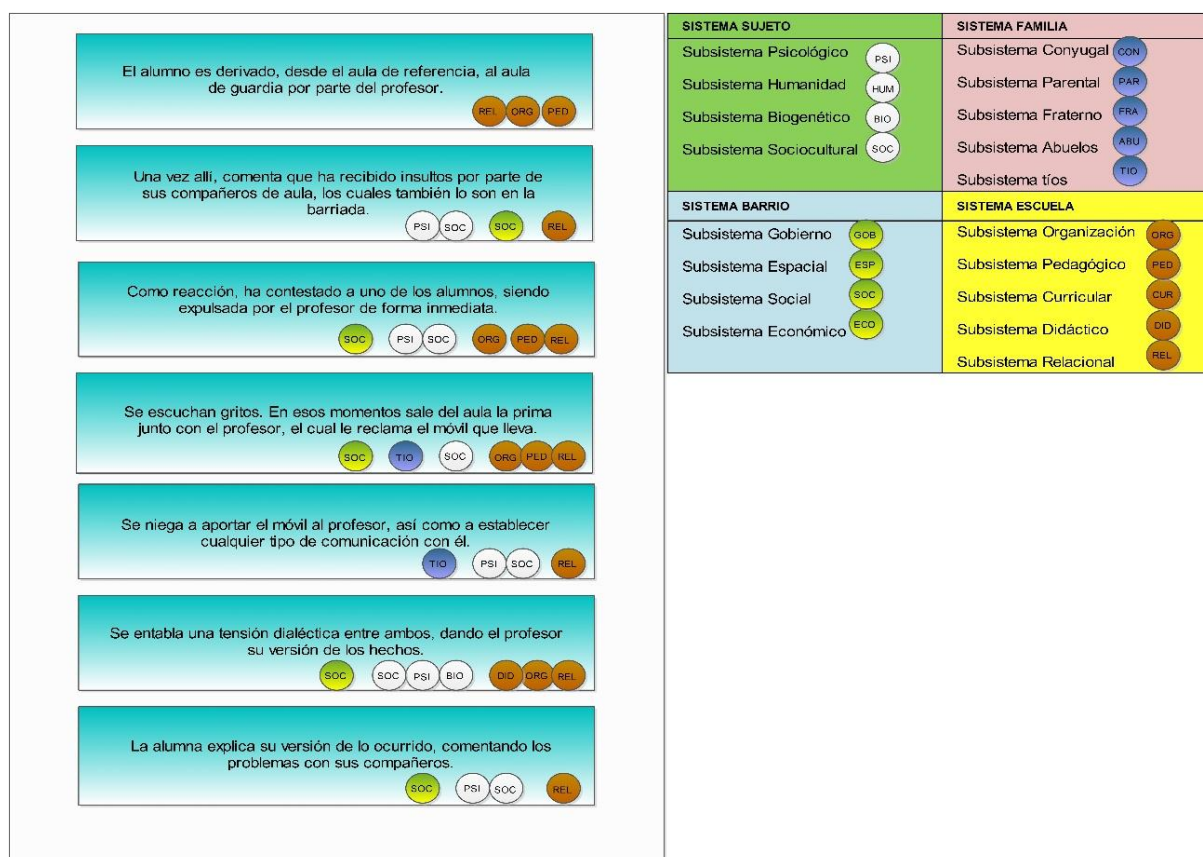 El alumno es derivado, desde el aula de referencia, al aula
de guardia por parte del profesor.
REL ORG PED
Una vez allí, comenta que ha recibido insultos por parte de
sus compañeros de aula, los cuales también lo son en la
barriada.
PSI SOC SOC REL
Como reacción, ha contestado a uno de los alumnos, siendo
expulsada por el profesor de forma inmediata.
SOC PSI SOC ORG PED REL
Se escuchan gritos. En esos momentos sale del aula la prima
junto con el profesor, el cual le reclama el móvil que lleva.
SOC TIO SOC ORG PED REL
Se niega a aportar el móvil al profesor, así como a establecer
cualquier tipo de comunicación con él.
TIO PSI SOC REL
Se entabla una tensión dialéctica entre ambos, dando el profesor
su versión de los hechos.
SOC SOC PSI BIO DID ORG REL
La alumna explica su versión de lo ocurrido, comentando los
problemas con sus compañeros.
SOC PSI SOC REL
SISTEMA SUJETO
Subsistema Psicológico PSI
Subsistema Humanidad HUM
Subsistema Biogenético BIO
Subsistema Sociocultural SOC
SISTEMA FAMILIA
Subsistema Conyugal CON
Subsistema Parental PAR
Subsistema Fraterno FRA
Subsistema Abuelos ABU
Subsistema tíos TIO
SISTEMA BARRIO
Subsistema Gobierno GOB
Subsistema Espacial ESP
Subsistema Social SOC
Subsistema Económico ECO
SISTEMA ESCUELA
Subsistema Organización ORG
Subsistema Pedagógico PED
Subsistema Curricular CUR
Subsistema Didáctico DID
Subsistema Relacional REL